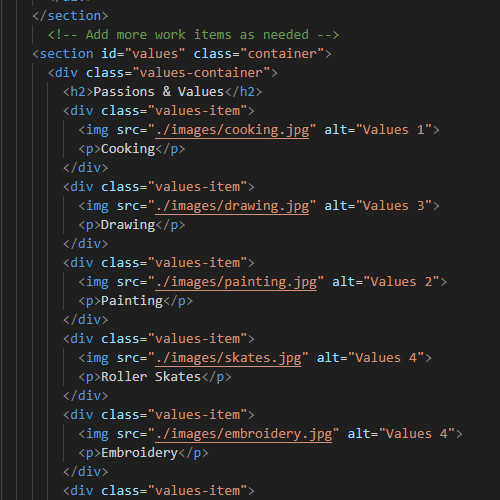 </div>
</section>
<!-- Add more work items as needed -->
<section id="values" class="container">
<div class="values-container">
<h2>Passions & Values</h2>
<div class="values-item">
<img src="./images/cooking.jpg" alt="Values 1">
<p>Cooking</p>
</div>
<div class="values-item">
<img src="./images/drawing.jpg" alt="Values 3">
<p>Drawing</p>
</div>
<div class="values-item">
<img src="./images/painting.jpg" alt="Values 2">
<p>Painting</p>
</div>
<div class="values-item">
<img src="./images/skates.jpg" alt="Values 4">
<p>Roller Skates</p>
</div>
<div class="values-item">
<img src="./images/embroidery.jpg" alt="Values 4">
<p>Embroidery</p>
</div>
<div class="values-item">